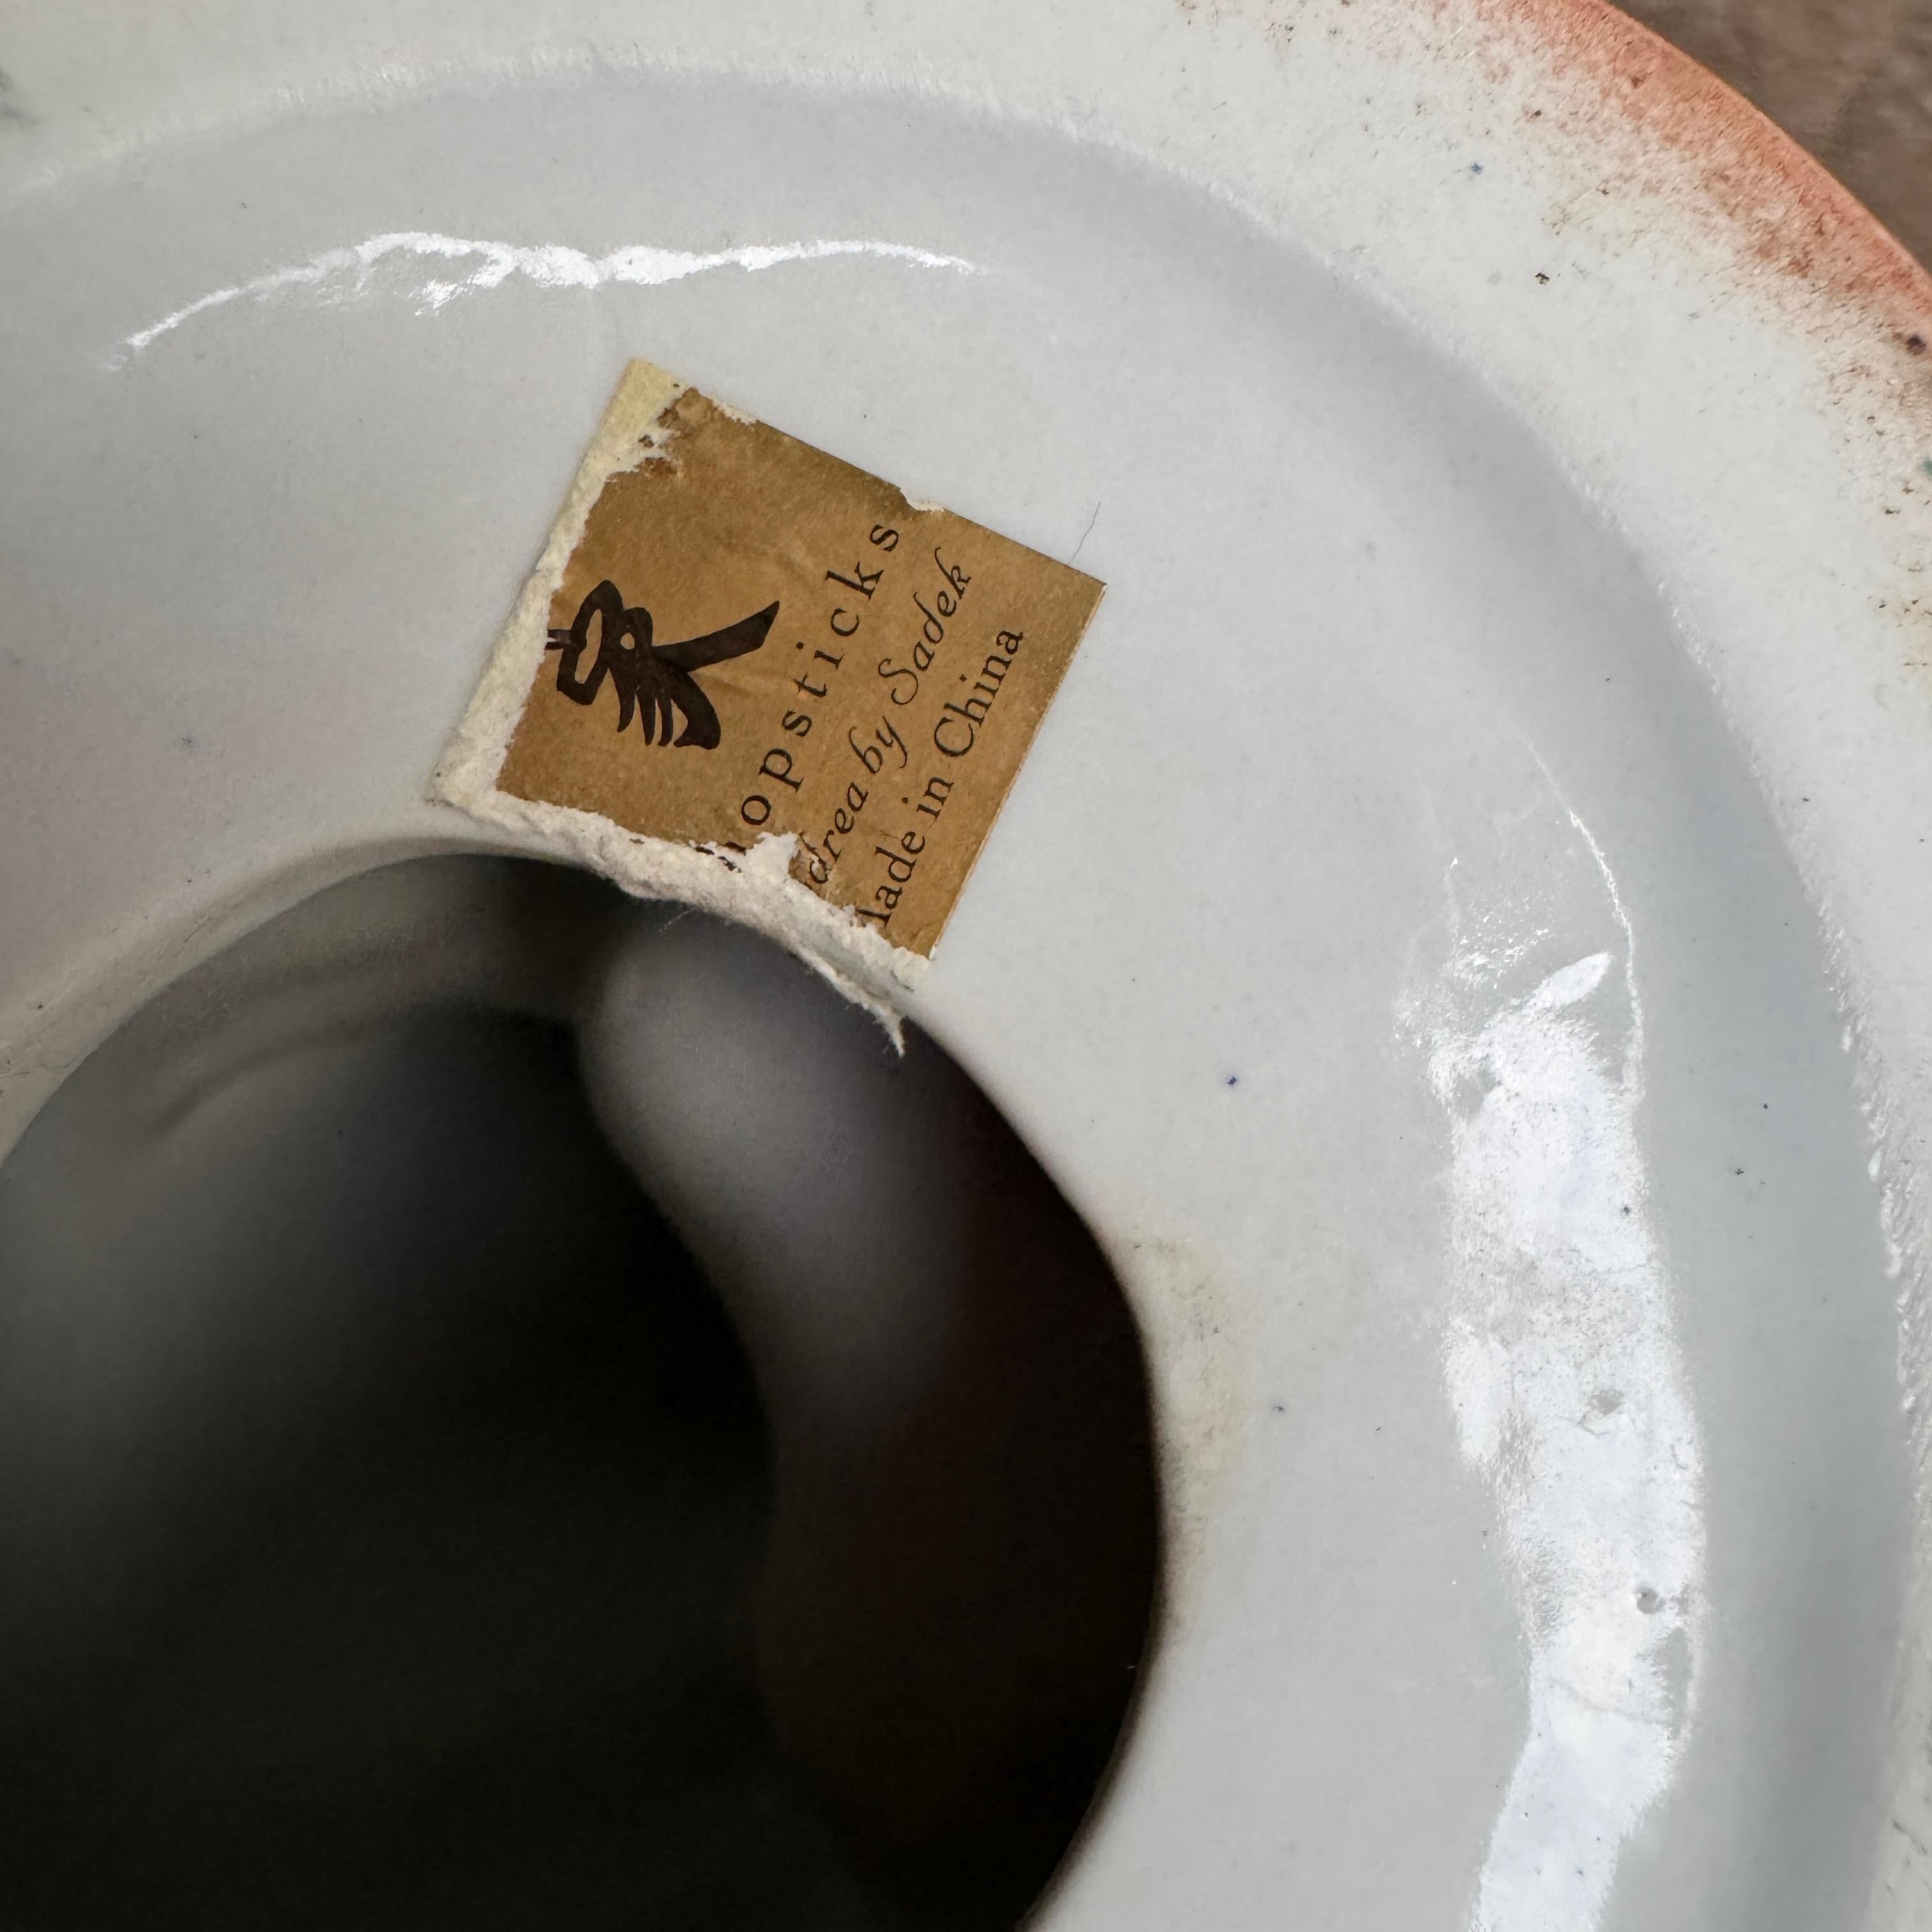 opsticks
drea by Sadek
ade in China